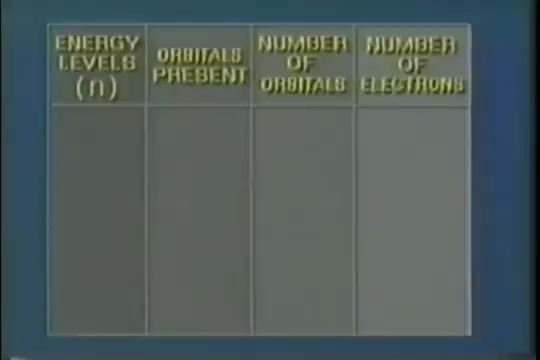 ENERGY
LEVELS
(n)
ORBITALS
PRESENT
NUMBER
OF
ORBITALS
NUMBER
OF
ELECTRONS